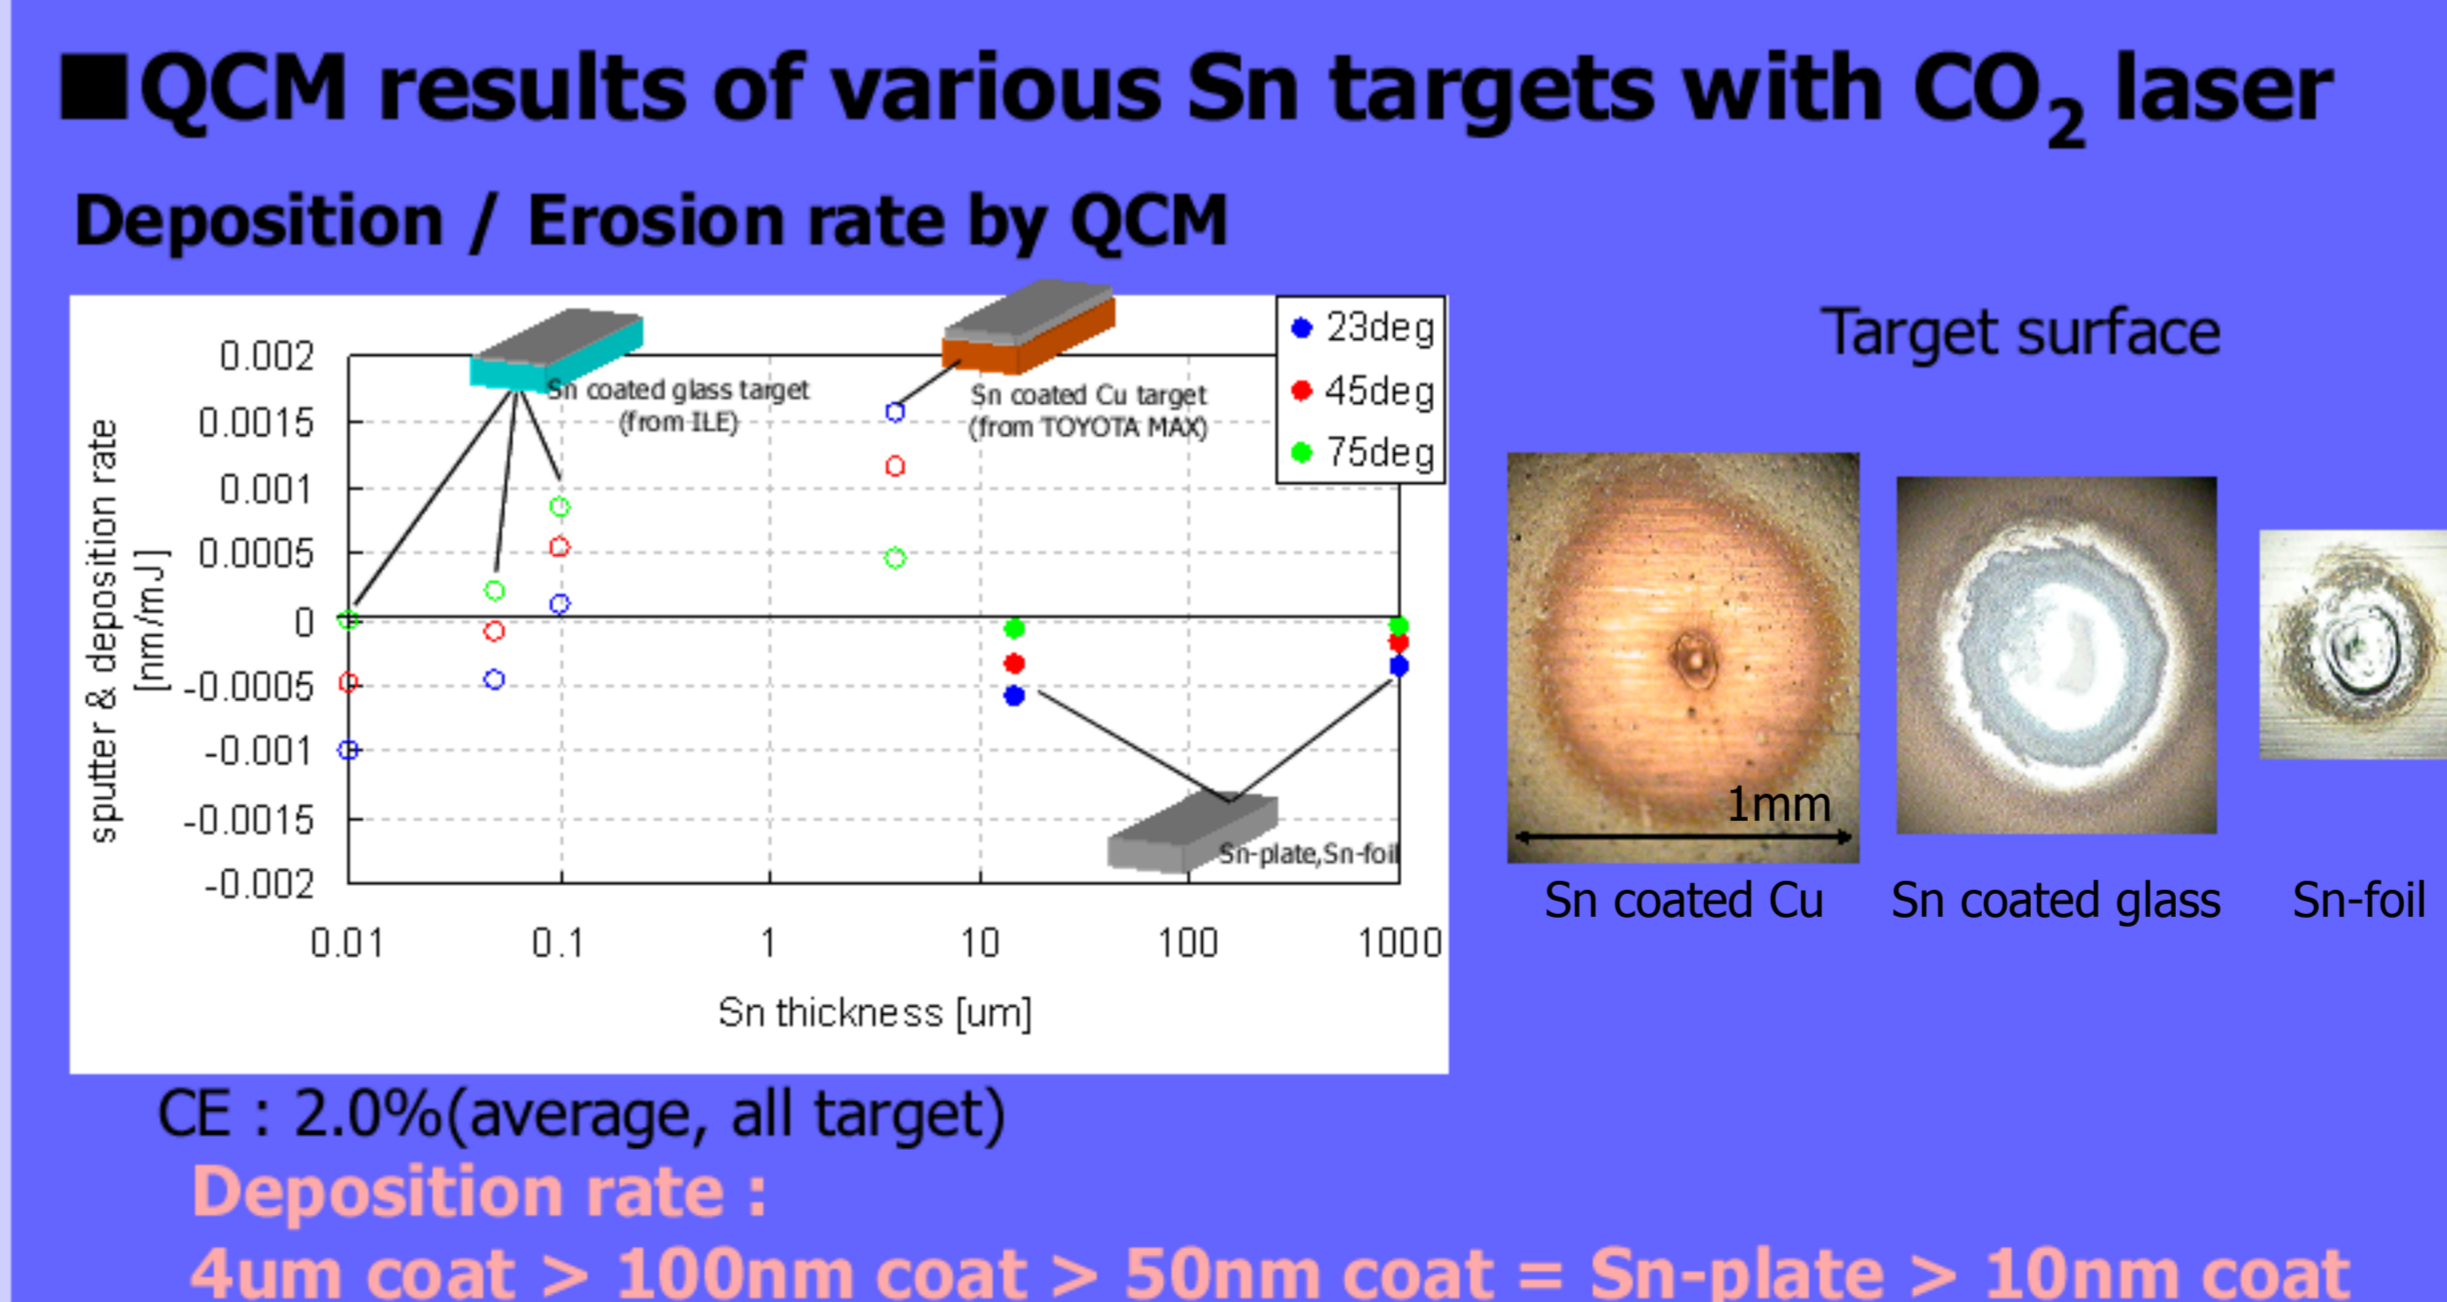 ■QCM results of various Sn targets with CO2 laser
Deposition / Erosion rate by QCM
Target surface
sputter & deposition rate
[nm/mJ]
0.002
0.0015
0.001
0.0005
0
-0.0005
-0.001
-0.0015
-0.002
Sn coated glass target
(from ILE)
Sn coated Cu target
(from TOYOTA MAX)
23deg
45deg
75deg
Sn-plate,Sn-foil
0.01 0.1 1 10 100 1000
Sn thickness [um]
1mm
Sn coated Cu Sn coated glass Sn-foil
CE : 2.0%(average, all target)
Deposition rate :
4um coat > 100nm coat > 50nm coat = Sn-plate > 10nm coat